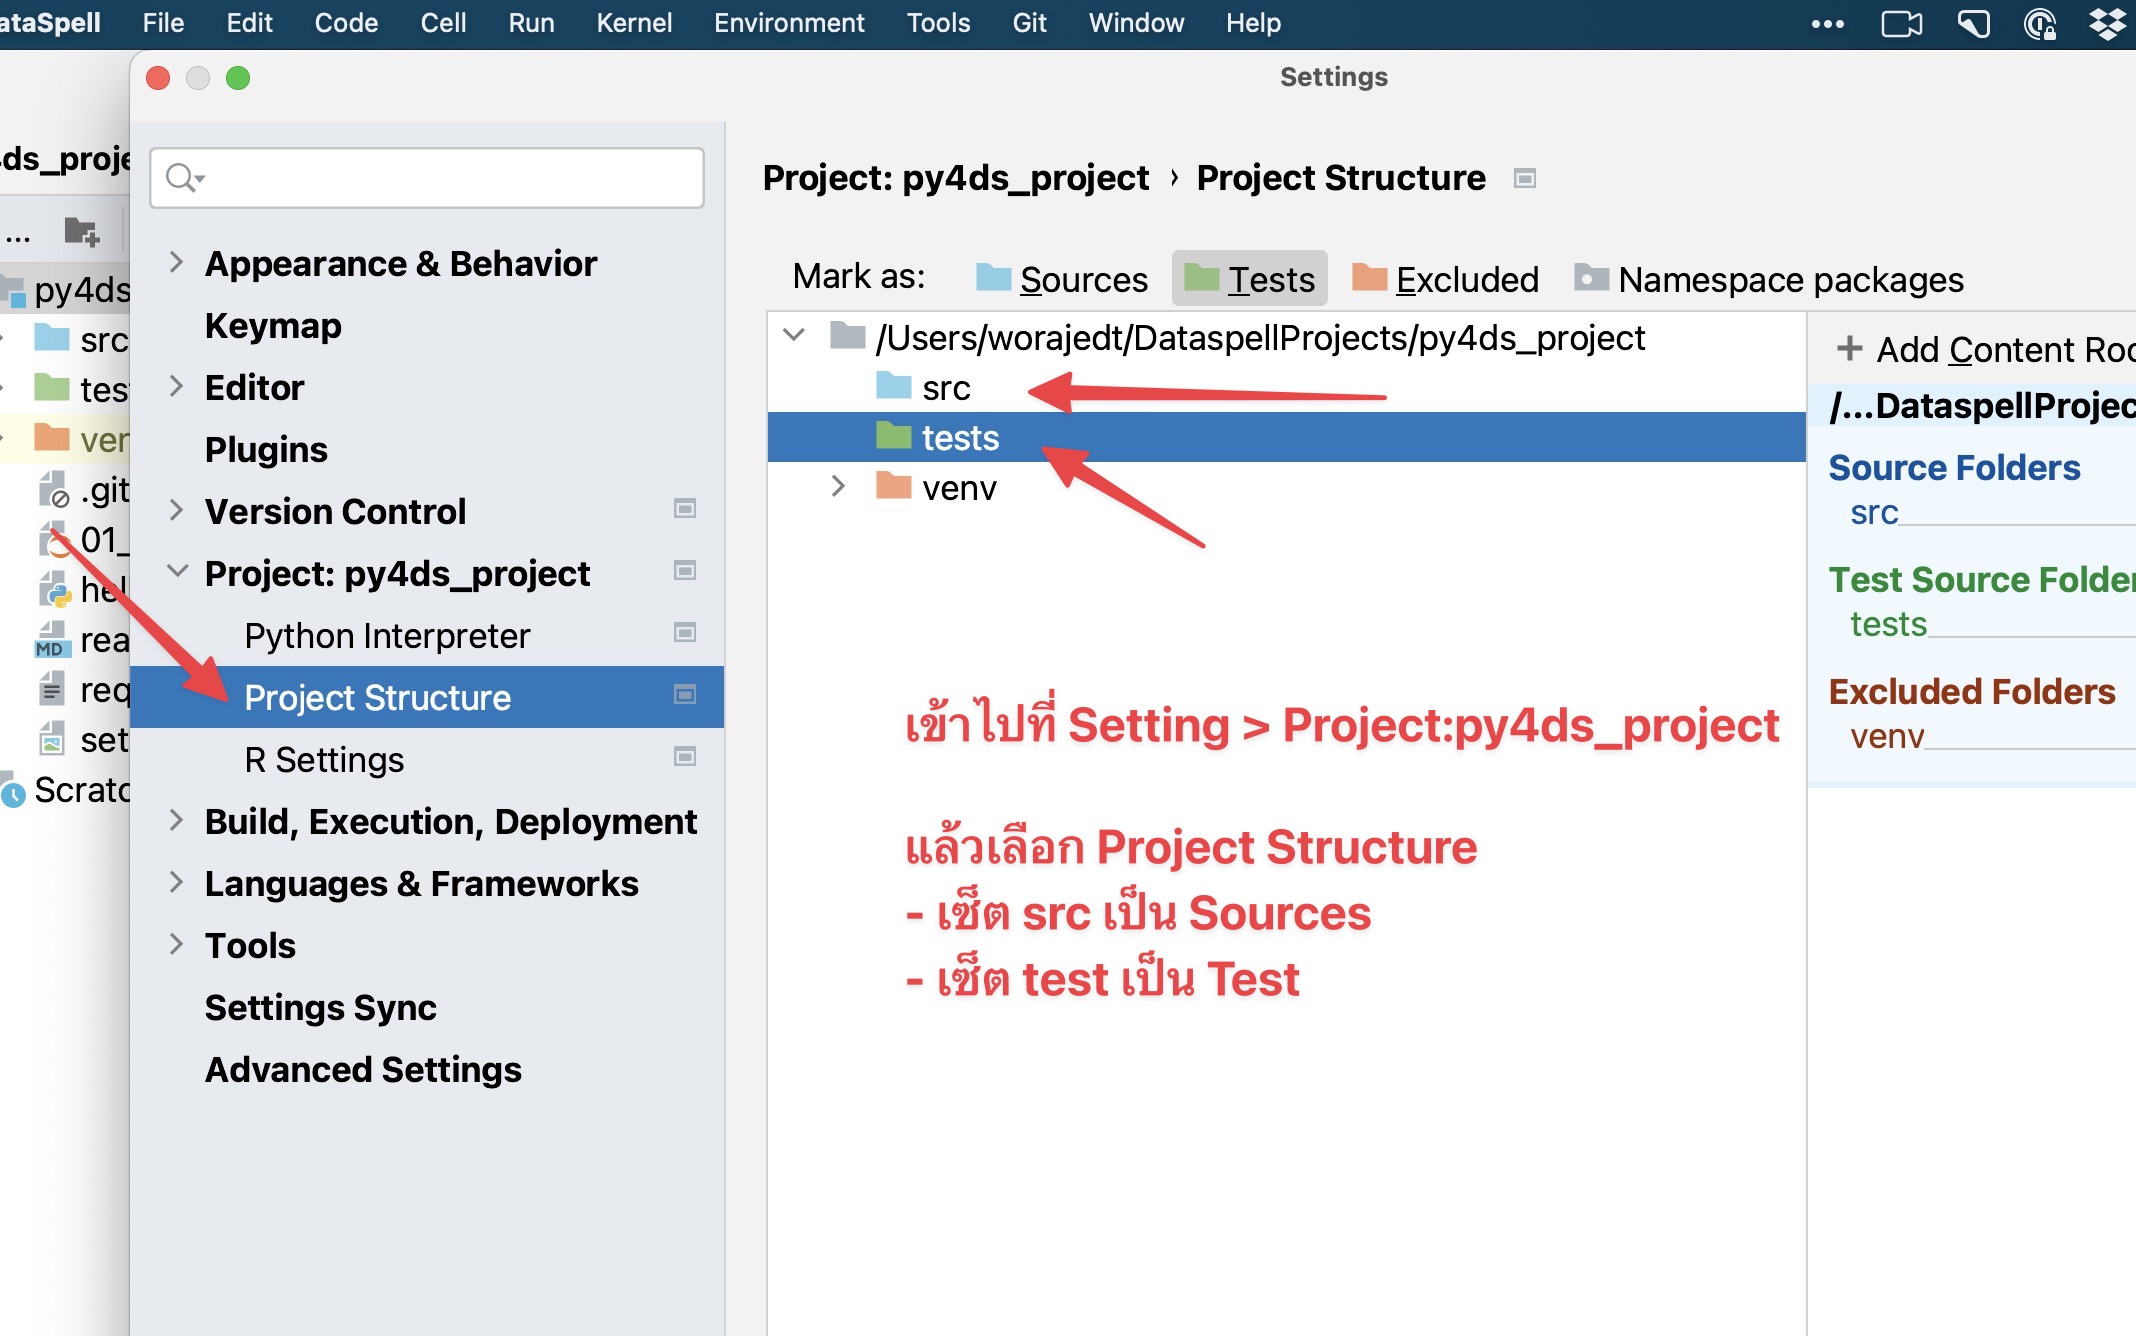 ataSpell File Edit Code Cell Run Kernel Environment Tools Git Window Help
Settings
ds_proje
...
py4ds
src
tes
ver
.git
01_
hel
rea
MD
req
set
Scratc
Appearance & Behavior
Keymap
Editor
Plugins
Version Control
Project: py4ds_project
Python Interpreter
Project Structure
R Settings
Build, Execution, Deployment
Languages & Frameworks
Tools
Settings Sync
Advanced Settings
Project: py4ds_project › Project Structure
Mark as: Sources Tests Excluded Namespace packages
/Users/worajedt/DataspellProjects/py4ds_project
src
tests
venv
เข้าไปที่ Setting > Project:py4ds_project
แล้วเลือก Project Structure
- เซ็ต src เป็น Sources
- เซ็ต test เป็น Test
+ Add Content Roo
/...DataspellProjec
Source Folders
src
Test Source Folder
tests
Excluded Folders
venv